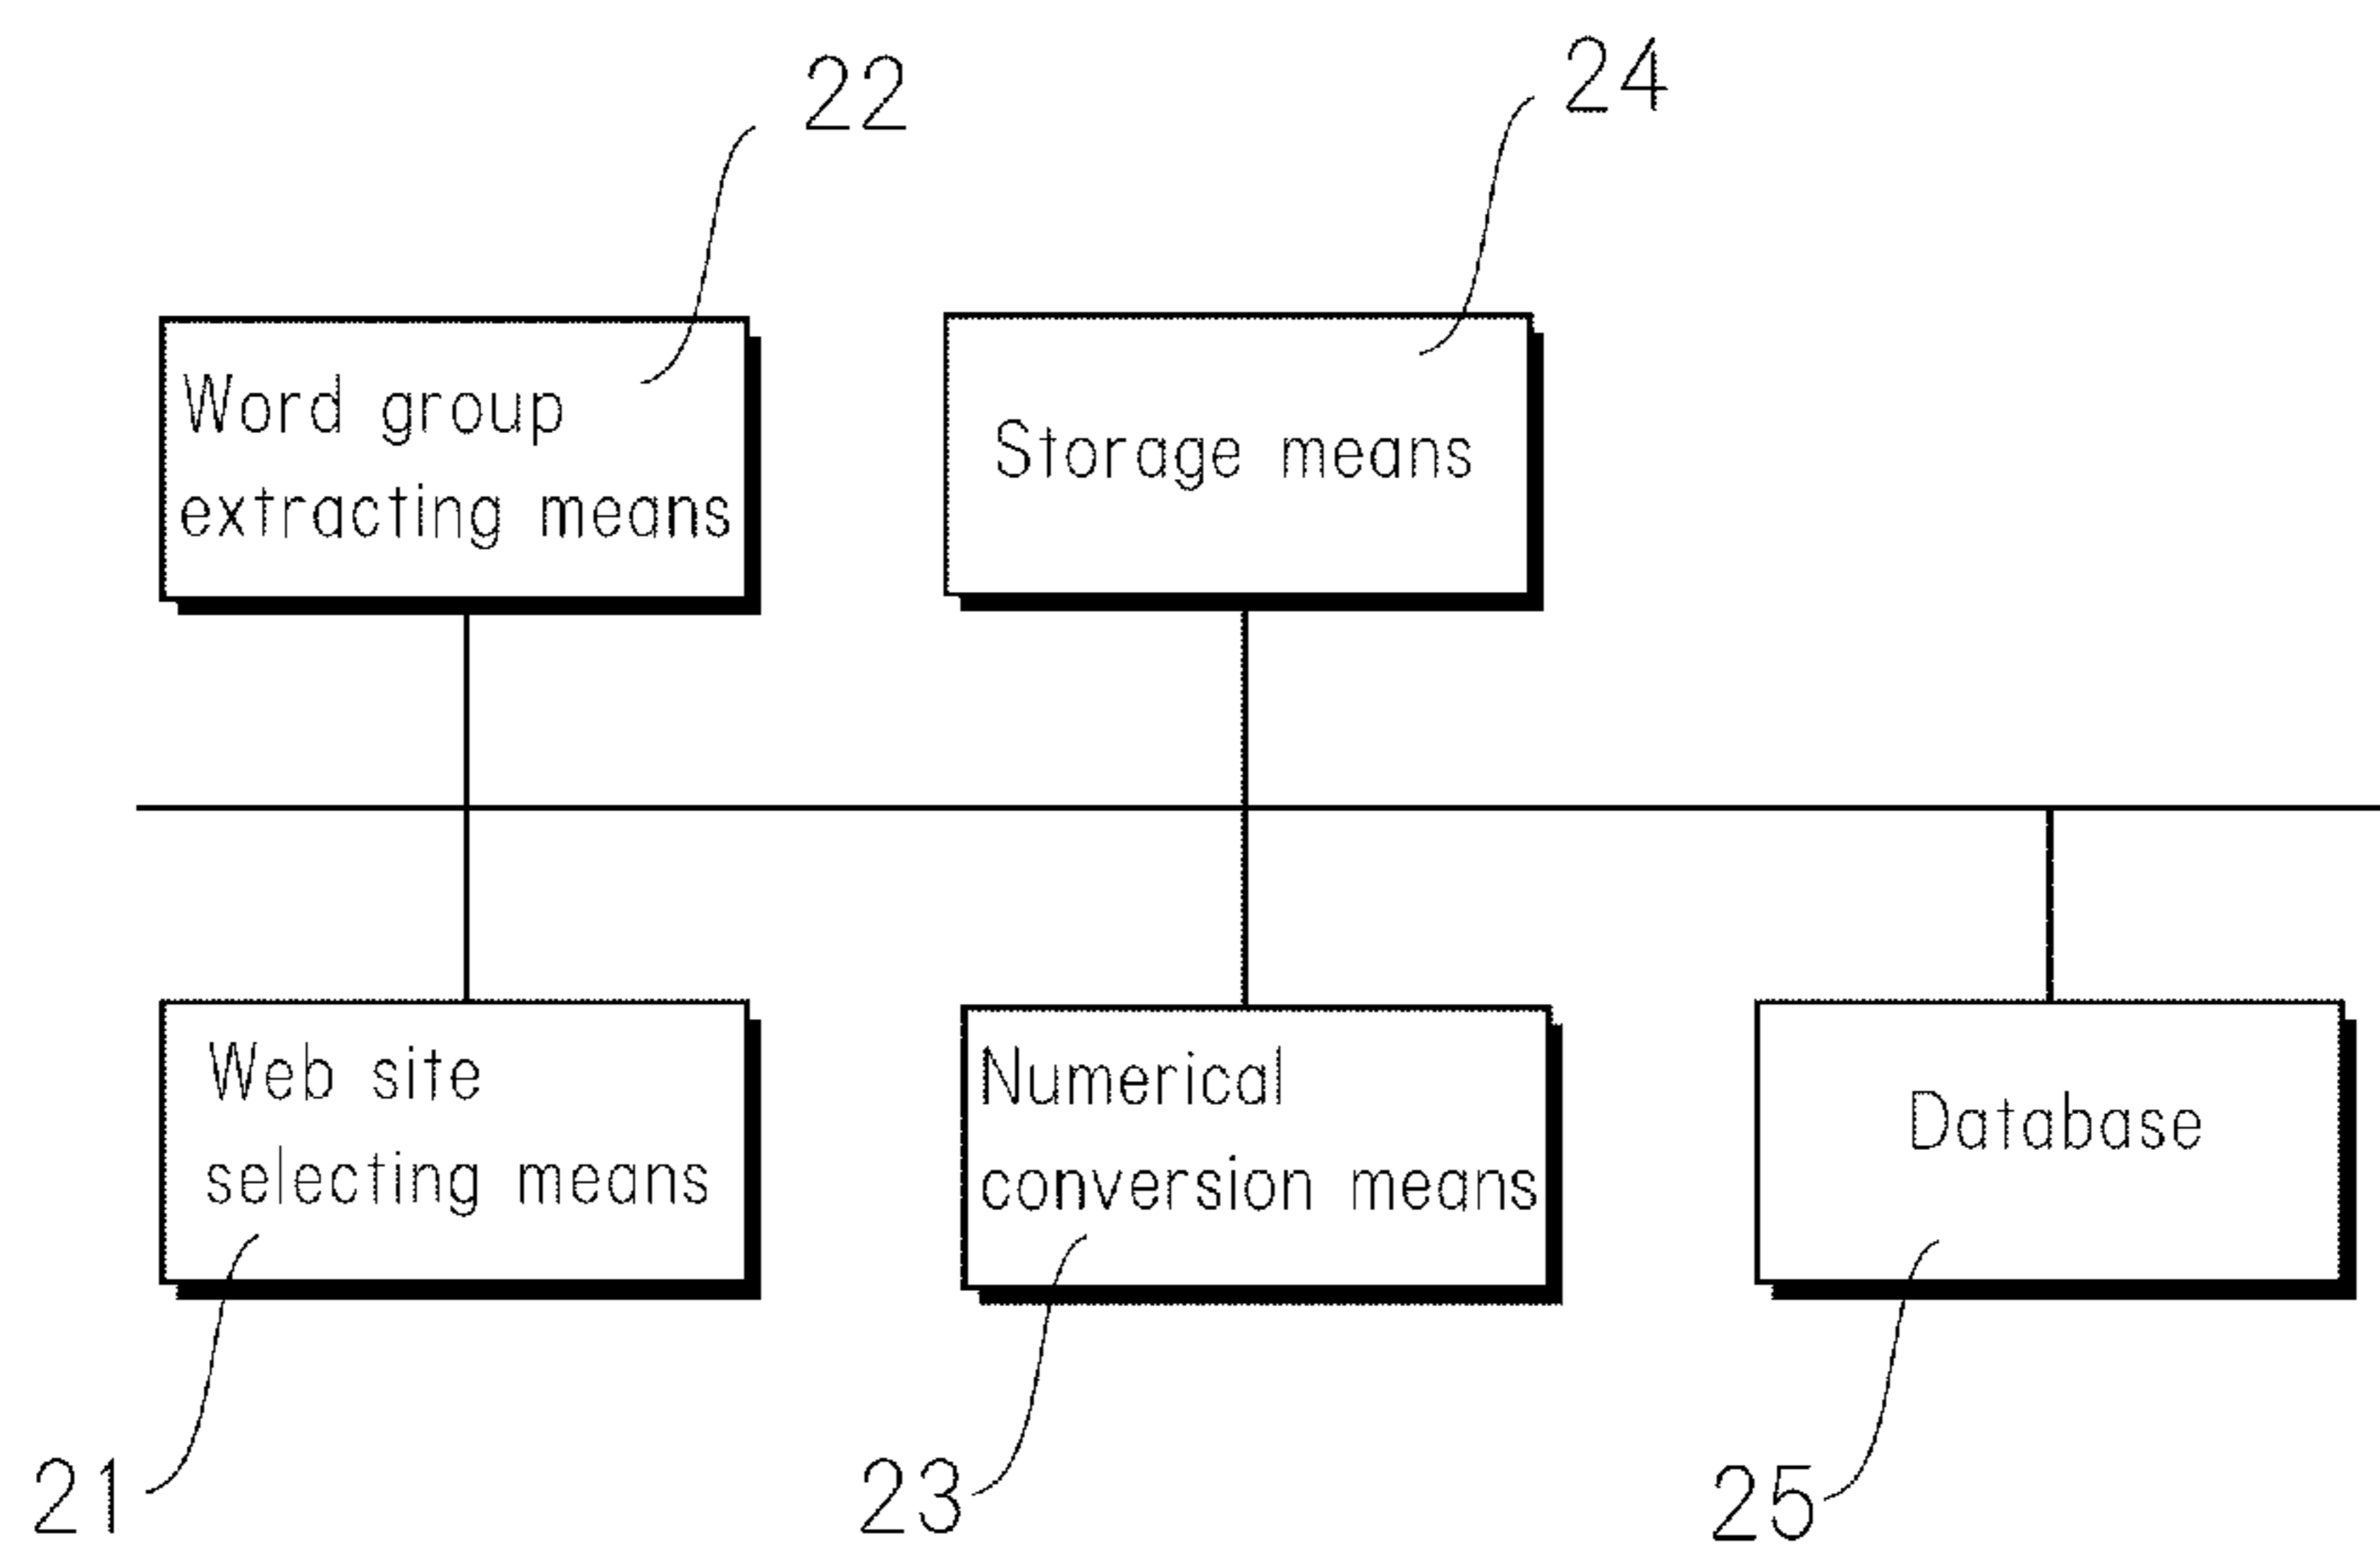 22
24
Word group
extracting means
Storage means
Web site
selecting means
Numerical
conversion means
Database
21
23
25